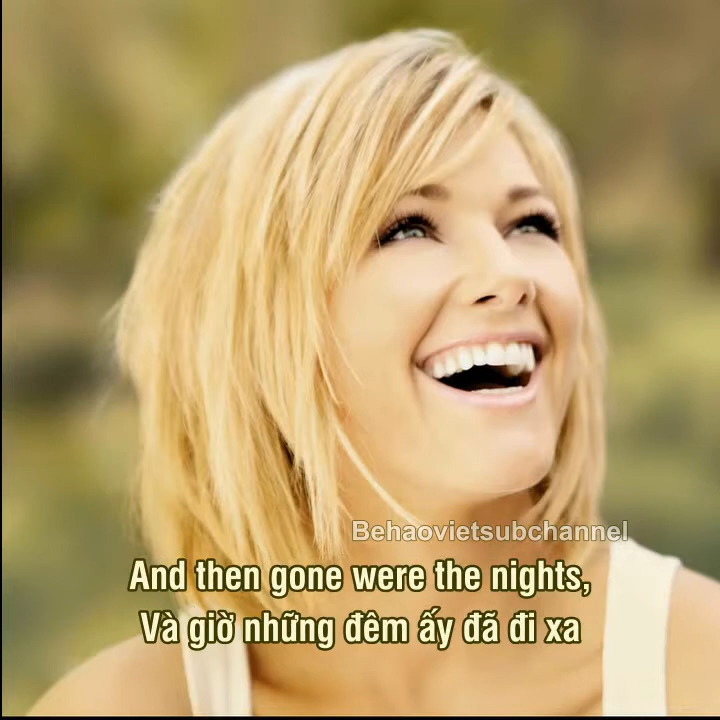 Behaovietsubchannel
And then gone were the nights,
Và giờ những đêm ấy đã đi xa